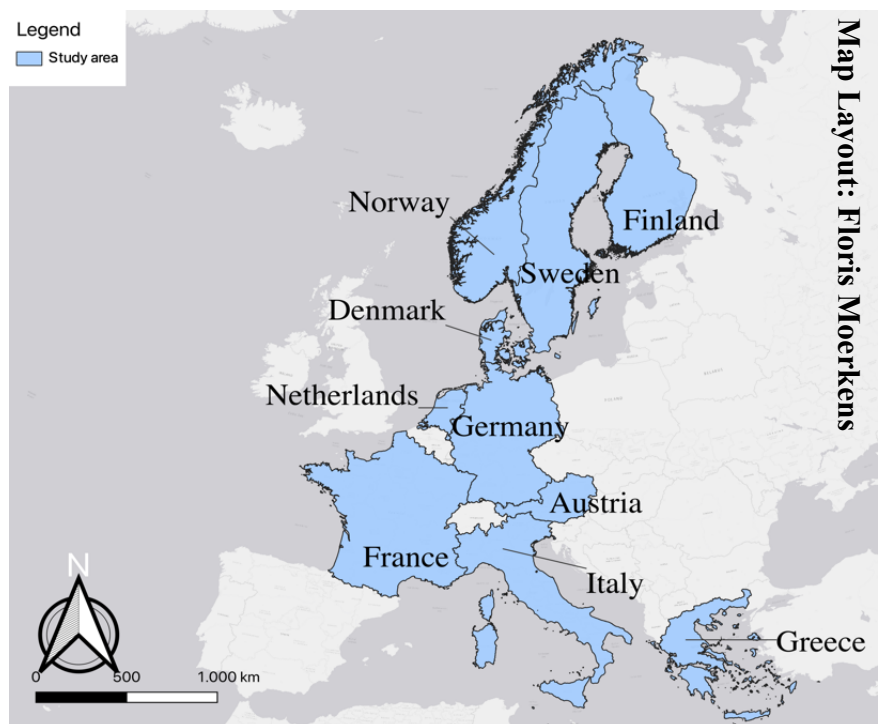 Legend
Study area
Map Layout: Floris Moerkens
Norway
Finland
Sweden
Denmark
Netherlands
Germany
Austria
France
Italy
Greece
N
0 500 1.000 km